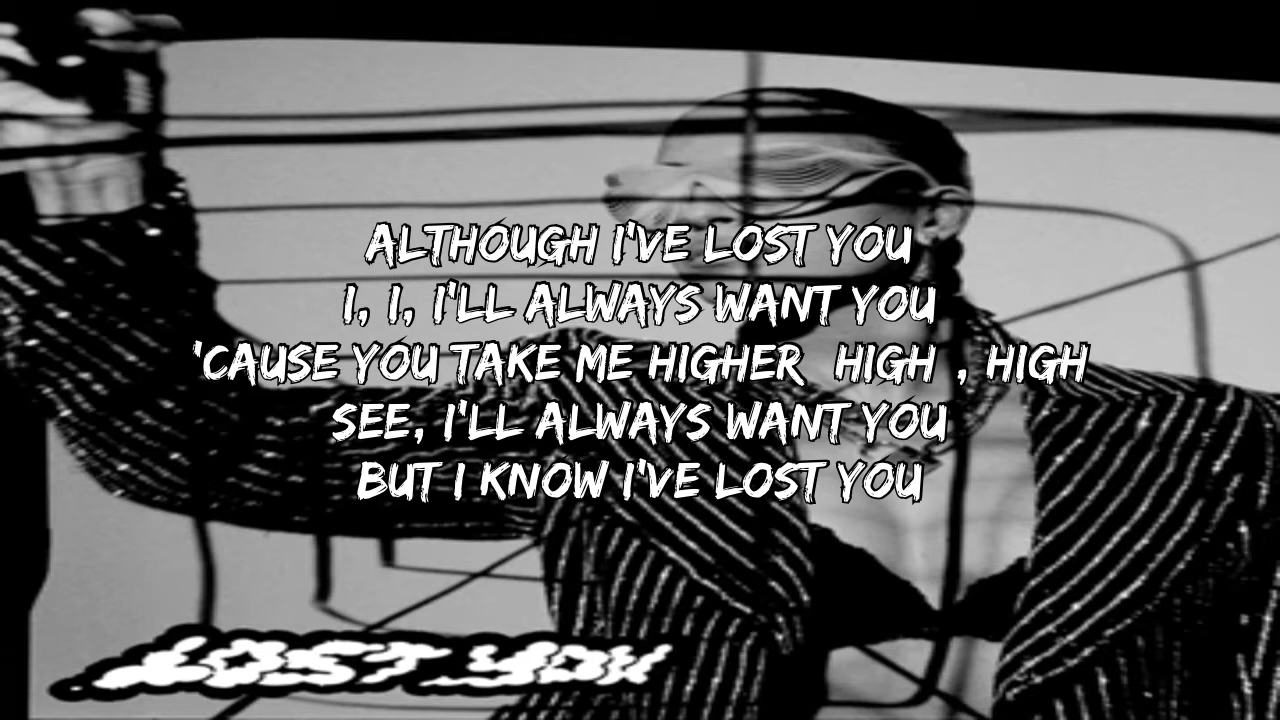 ALTHOUGH I'VE LOST YOU
I, I, I'LL ALWAYS WANT YOU
'CAUSE YOU TAKE ME HIGHER HIGH , HIGH
SEE, I'LL ALWAYS WANT YOU
BUT I KNOW I'VE LOST YOU
LOST YOU